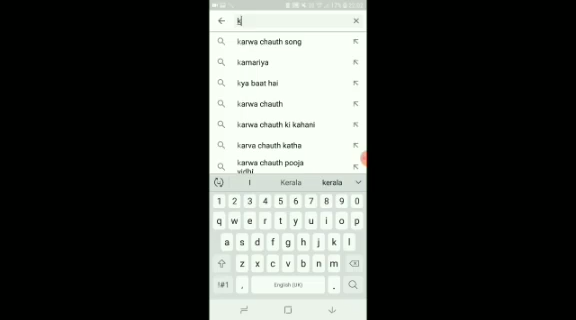 k
karwa chauth song
kamariya
kya baat hai
karwa chauth
karwa chauth ki kahani
karva chauth katha
karwa chauth pooja
vidhi
I Kerala kerala
1 2 3 4 5 6 7 8 9 0
q w e r t y u i o p
a s d f g h j k l
z x c v b n m
!#1 , English (UK) .